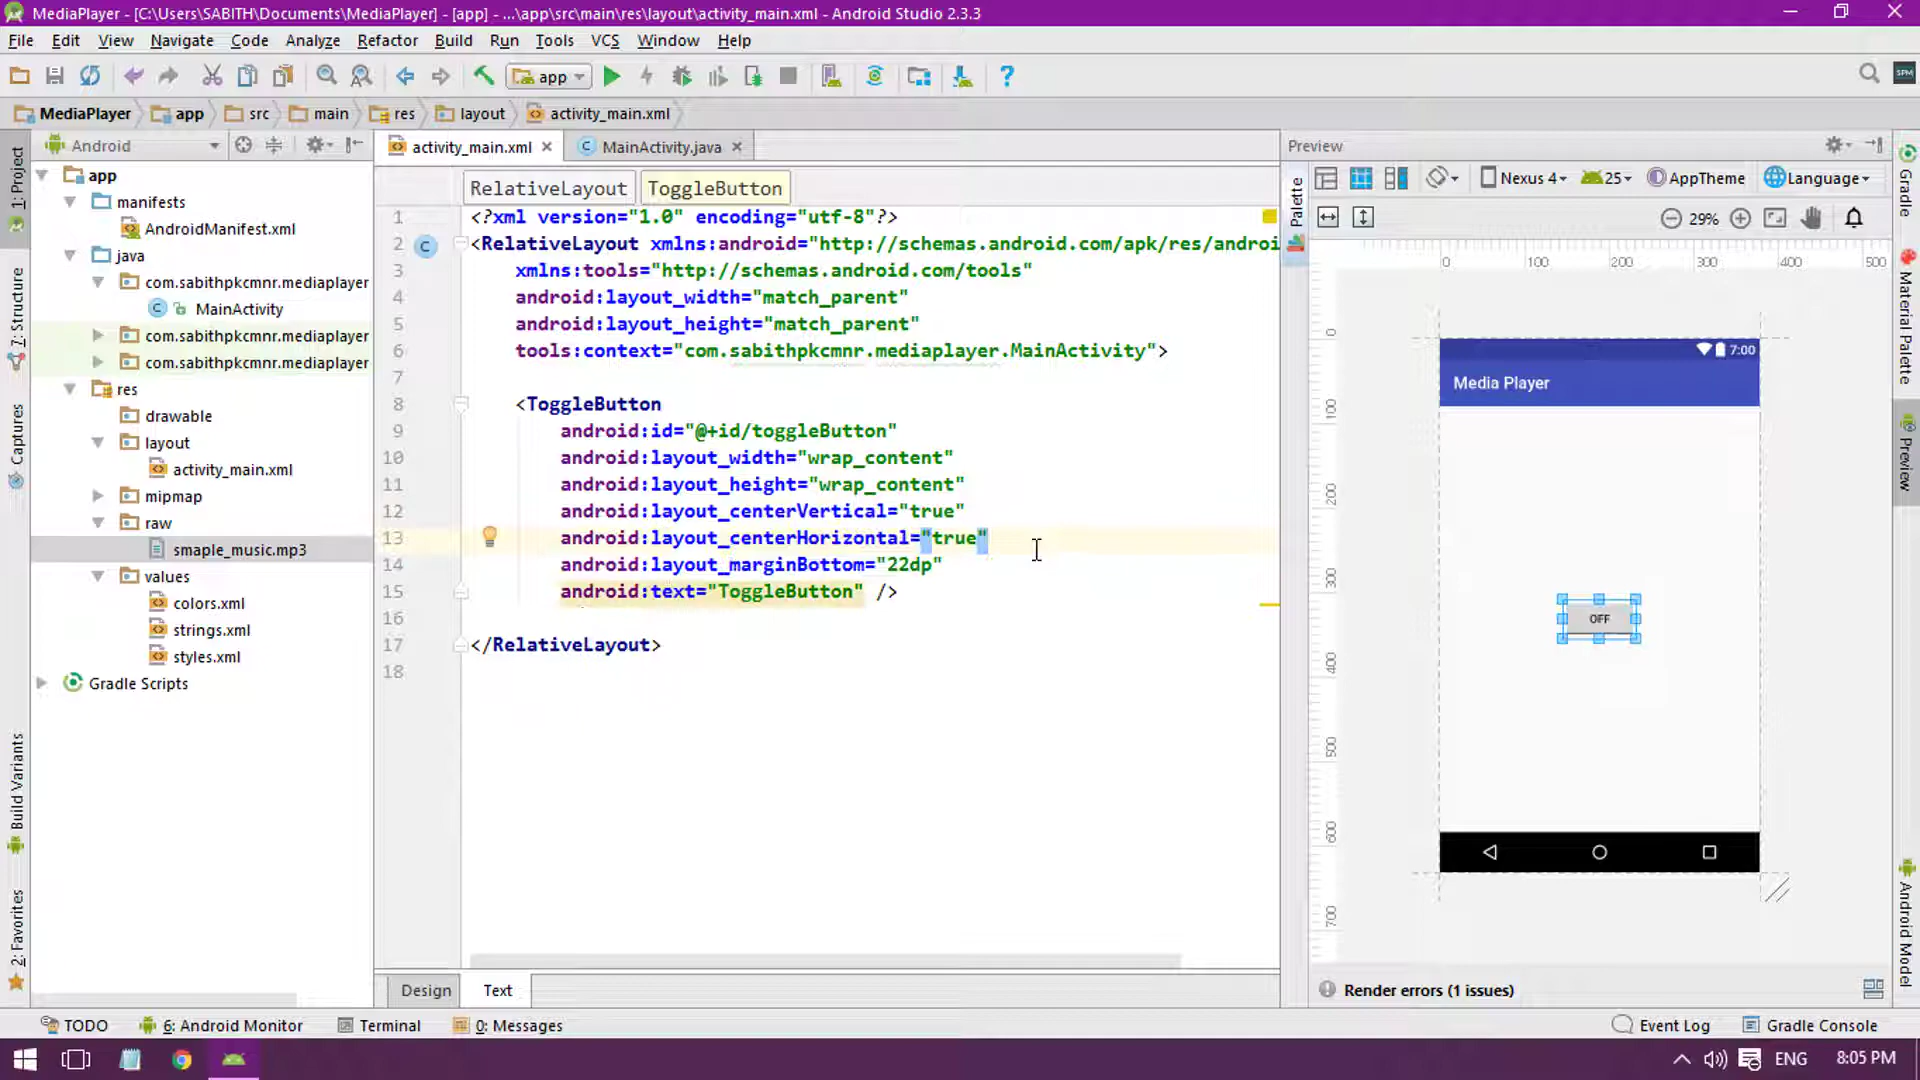 MediaPlayer - [C:\Users\SABITH\Documents\MediaPlayer] - [app] - ...\app\src\main\res\layout\activity_main.xml - Android Studio 2.3.3
File Edit View Navigate Code Analyze Refactor Build Run Tools VCS Window Help
app
SPM
MediaPlayer app src main res layout activity_main.xml
Android
activity_main.xml
MainActivity.java
Preview
1: Project
7: Structure
Captures
Build Variants
2: Favorites
app
manifests
AndroidManifest.xml
java
com.sabithpkcmnr.mediaplayer
MainActivity
com.sabithpkcmnr.mediaplayer
com.sabithpkcmnr.mediaplayer
res
drawable
layout
activity_main.xml
mipmap
raw
smaple_music.mp3
values
colors.xml
strings.xml
styles.xml
Gradle Scripts
RelativeLayout ToggleButton
1 <?xml version="1.0" encoding="utf-8"?>
2 <RelativeLayout xmlns:android="http://schemas.android.com/apk/res/androi
3 xmlns:tools="http://schemas.android.com/tools"
4 android:layout_width="match_parent"
5 android:layout_height="match_parent"
6 tools:context="com.sabithpkcmnr.mediaplayer.MainActivity">
7
8 <ToggleButton
9 android:id="@+id/toggleButton"
10 android:layout_width="wrap_content"
11 android:layout_height="wrap_content"
12 android:layout_centerVertical="true"
13 android:layout_centerHorizontal="true"
14 android:layout_marginBottom="22dp"
15 android:text="ToggleButton" />
16
17 </RelativeLayout>
18
Design Text
Palette
Nexus 4 25 AppTheme Language
29%
0 100 200 300 400 500
0
100
200
300
400
500
600
700
7:00
Media Player
OFF
Render errors (1 issues)
Gradle
Material Palette
Preview
Android Model
TODO 6: Android Monitor Terminal 0: Messages Event Log Gradle Console
ENG 8:05 PM